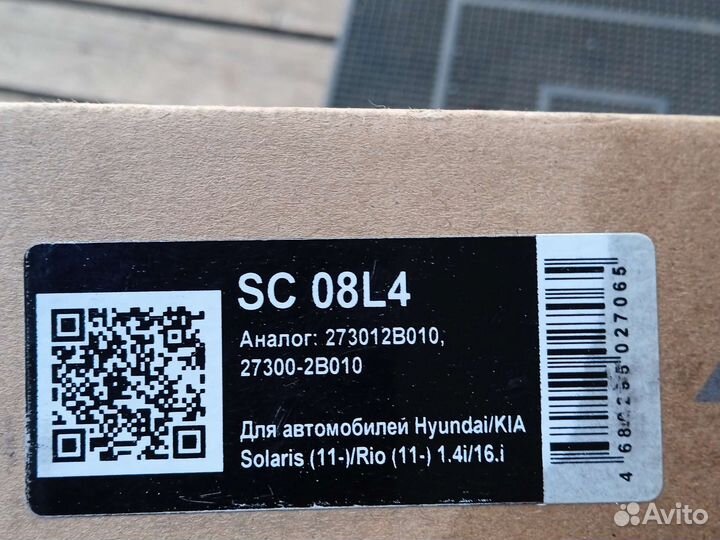 SC 08L4
Аналог: 273012B010,
27300-2B010
Для автомобилей Hyundai/KIA
Solaris (11-)/Rio (11-) 1.4i/16.i
Avito